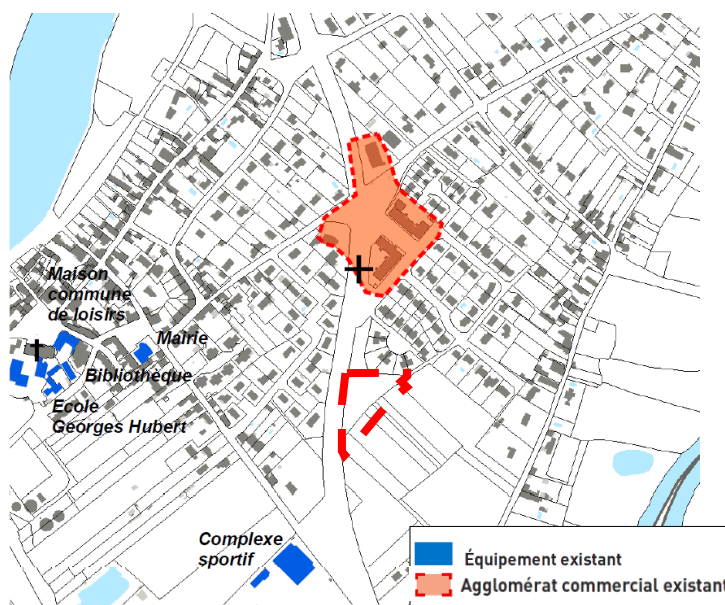 Maison
commune
de loisirs
Mairie
Bibliothèque
Ecole
Georges Hubert
Complexe
sportif
Équipement existant
Agglomérat commercial existant